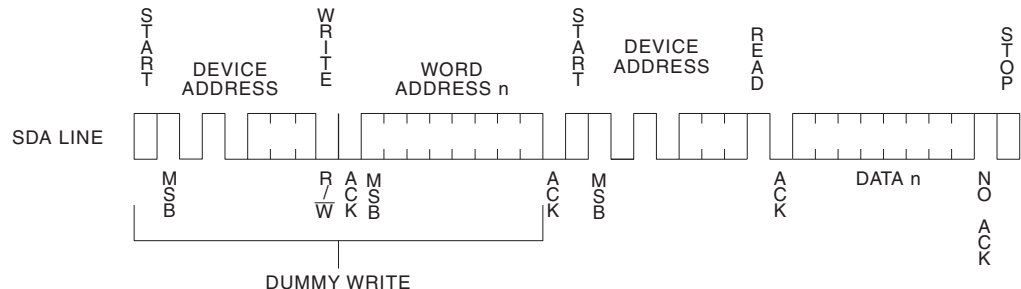 START
WRITE
START
READ
STOP
DEVICE
ADDRESS
WORD
ADDRESS n
DEVICE
ADDRESS
SDA LINE
MSB
R/W
ACK
MSB
ACK
MSB
ACK
DATA n
NO ACK
DUMMY WRITE